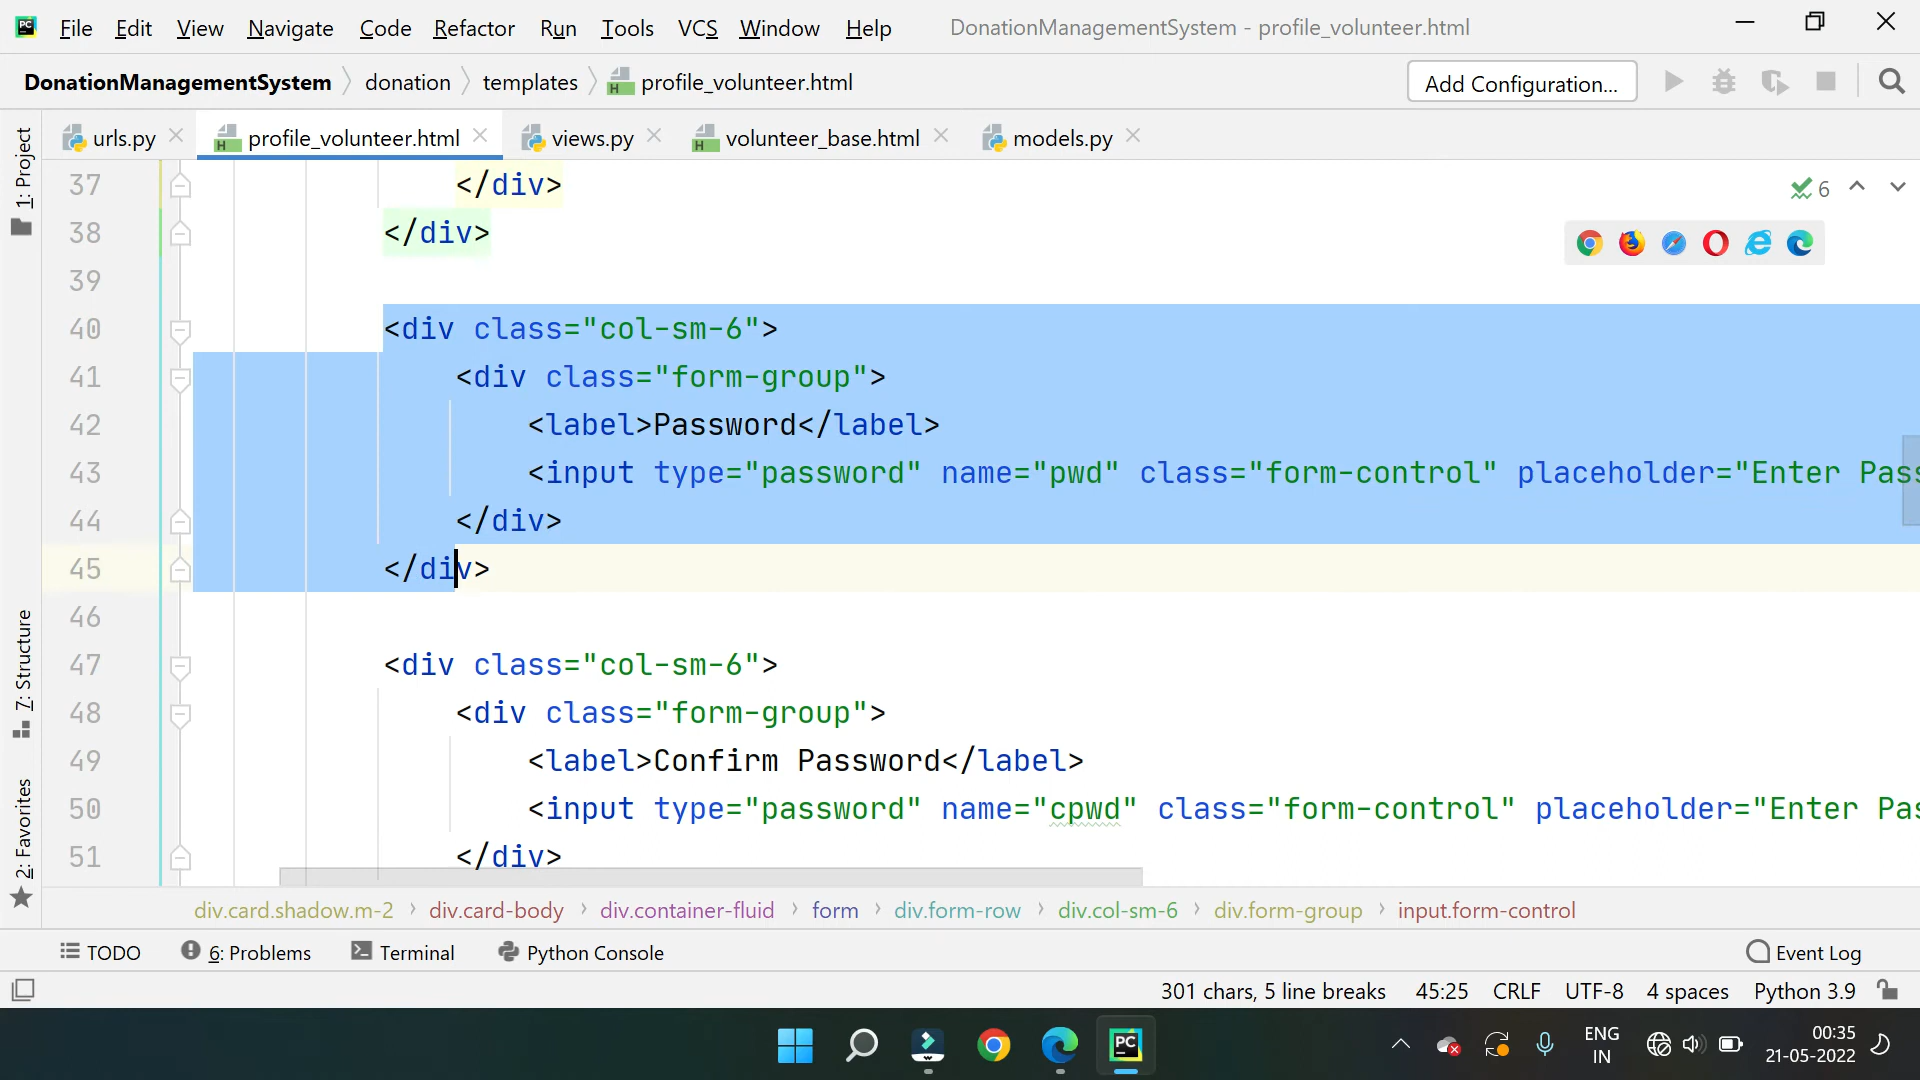 File Edit View Navigate Code Refactor Run Tools VCS Window Help DonationManagementSystem - profile_volunteer.html
DonationManagementSystem donation templates profile_volunteer.html Add Configuration...
urls.py profile_volunteer.html views.py volunteer_base.html models.py
1: Project
7: Structure
2: Favorites
6
37 </div>
38 </div>
39
40 <div class="col-sm-6">
41 <div class="form-group">
42 <label>Password</label>
43 <input type="password" name="pwd" class="form-control" placeholder="Enter Pass
44 </div>
45 </div>
46
47 <div class="col-sm-6">
48 <div class="form-group">
49 <label>Confirm Password</label>
50 <input type="password" name="cpwd" class="form-control" placeholder="Enter Pas
51 </div>
div.card.shadow.m-2 › div.card-body › div.container-fluid › form › div.form-row › div.col-sm-6 › div.form-group › input.form-control
TODO 6: Problems Terminal Python Console Event Log
301 chars, 5 line breaks 45:25 CRLF UTF-8 4 spaces Python 3.9
PC
ENG
IN
00:35
21-05-2022